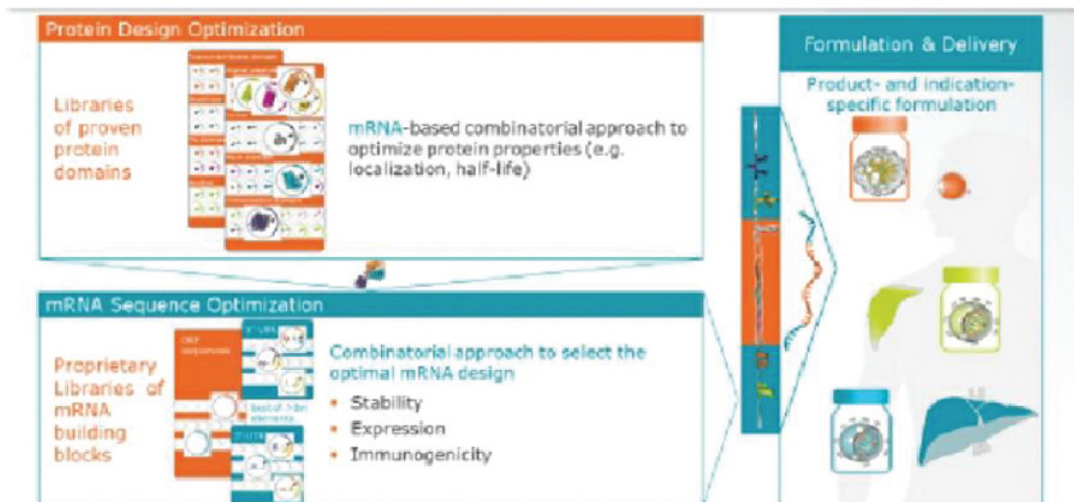 Protein Design Optimization
Libraries
of proven
protein
domains
mRNA-based combinatorial approach to
optimize protein properties (e.g.
localization, half-life)
mRNA Sequence Optimization
Proprietary
Libraries of
mRNA
building
blocks
Combinatorial approach to select the
optimal mRNA design
• Stability
• Expression
• Immunogenicity
Formulation & Delivery
Product- and indication-
specific formulation